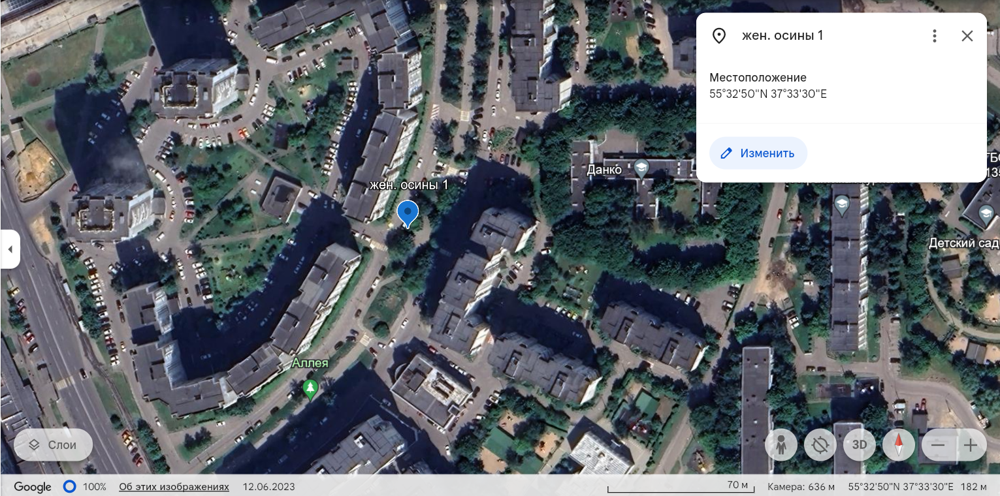 жен. осины 1
Местоположение
55°32'50"N 37°33'30"E
Изменить
Данко
жен. осины 1
Детский сад
Аллея
3D
Слои
Google
100%
Об этих изображениях
12.06.2023
70 м
Камера: 636 м
55°32'50"N 37°33'30"E
182 м